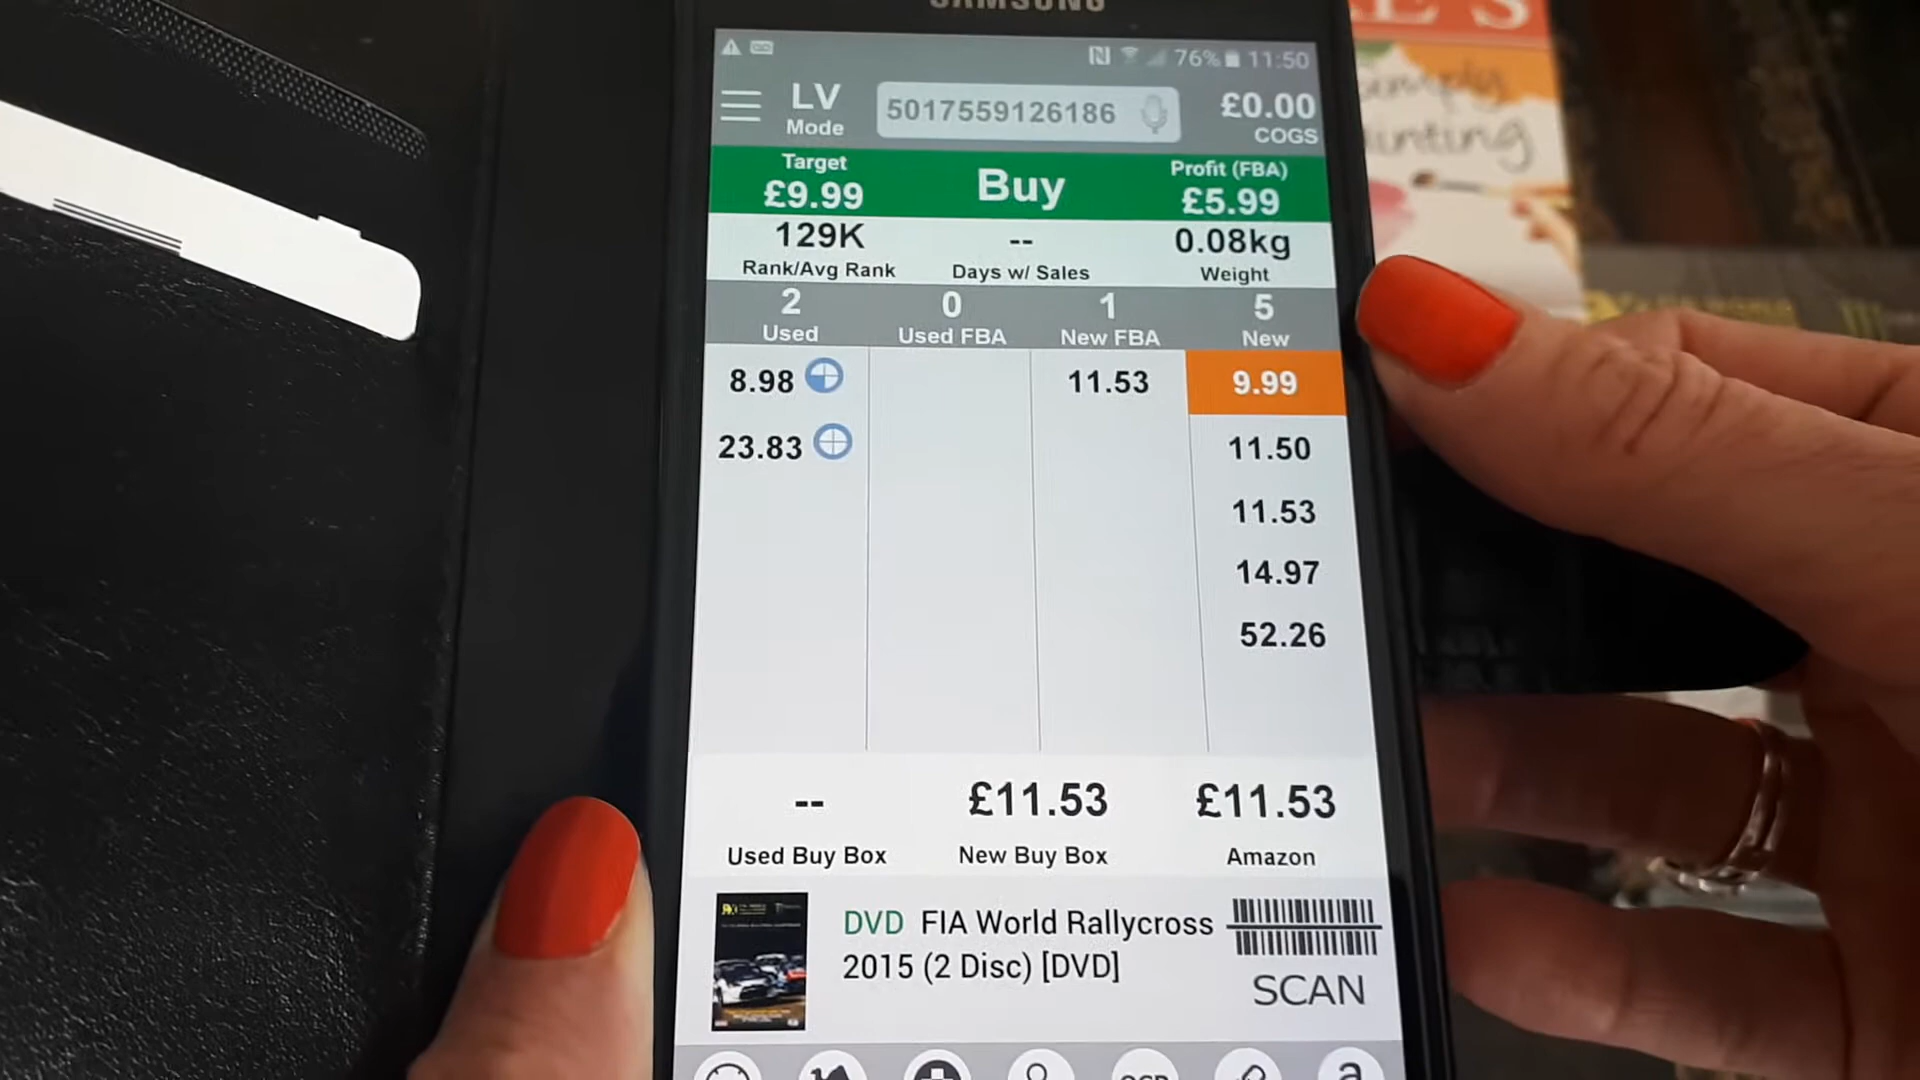 SAMSUNG
76% 11:50
LV
Mode
5017559126186
£0.00
COGS
Target
£9.99
Buy
Profit (FBA)
£5.99
129K
Rank/Avg Rank
--
Days w/ Sales
0.08kg
Weight
2
Used
0
Used FBA
1
New FBA
5
New
8.98
11.53
9.99
23.83
11.50
11.53
14.97
52.26
--
Used Buy Box
£11.53
New Buy Box
£11.53
Amazon
DVD FIA World Rallycross
2015 (2 Disc) [DVD]
SCAN